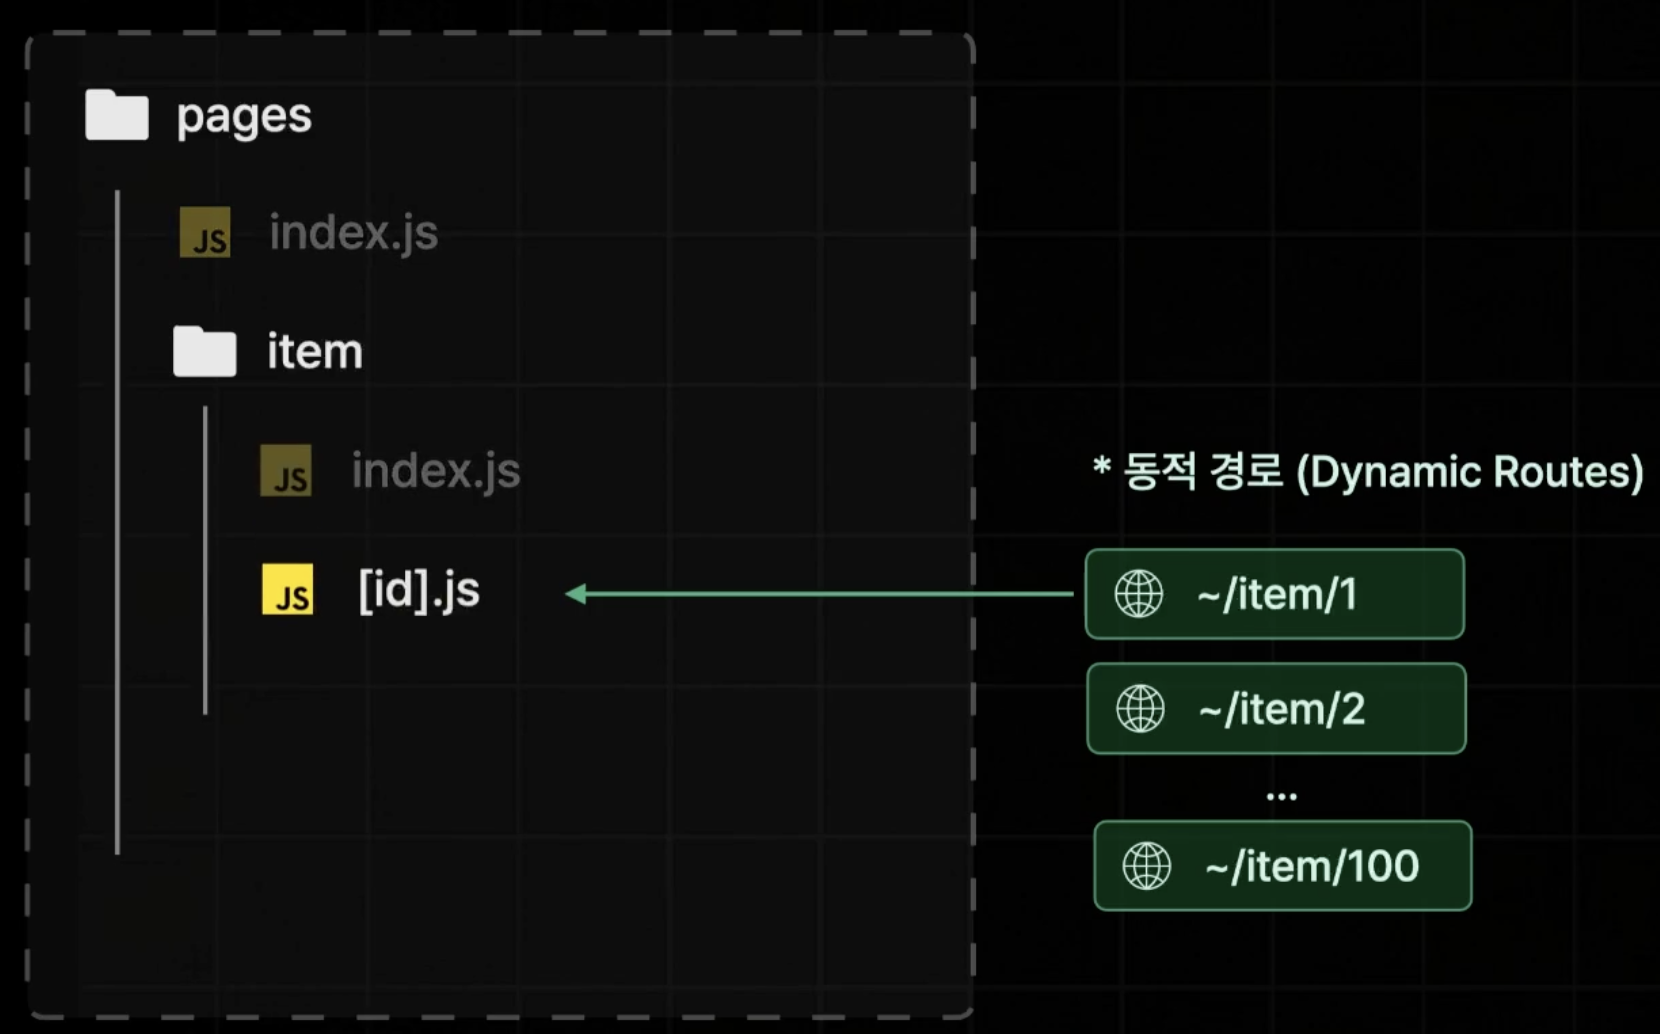 pages
JS index.js
item
JS index.js
* 동적 경로 (Dynamic Routes)
JS [id].js
~/item/1
~/item/2
...
~/item/100